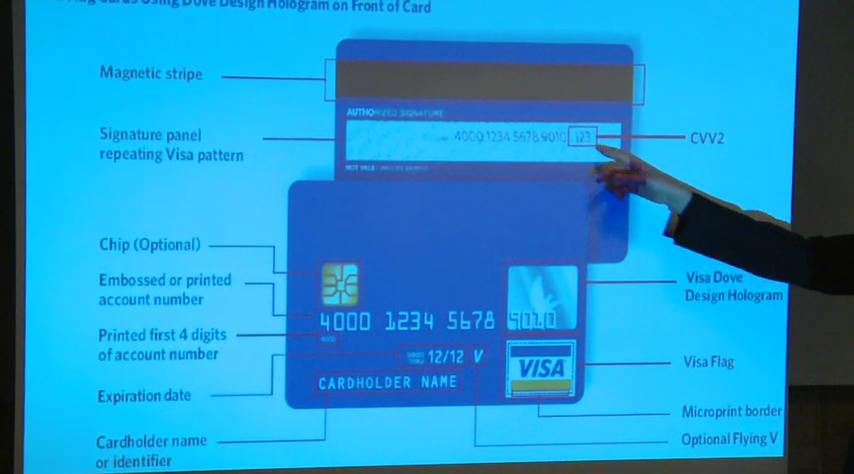 Cards Using Dove Design Hologram on Front of Card
Magnetic stripe
AUTHORIZED SIGNATURE
Signature panel
repeating Visa pattern
4000 1234 5678 9010 123
CVV2
Chip (Optional)
Embossed or printed
account number
Visa Dove
Design Hologram
4000 1234 5678 9010
Printed first 4 digits
of account number
4000
12/12 V
VISA
Visa Flag
Expiration date
CARDHOLDER NAME
Microprint border
Cardholder name
or identifier
Optional Flying V